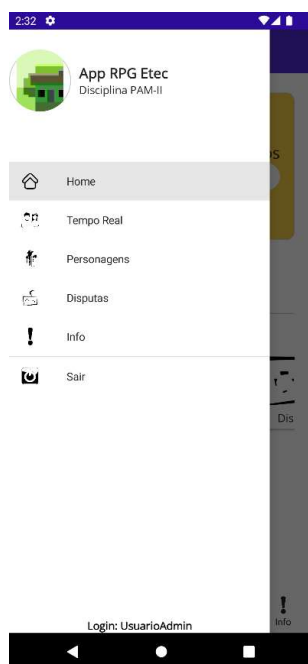 2:32
App RPG Etec
Disciplina PAM-II
os
Home
Tempo Real
Personagens
Disputas
Info
Sair
Dis
Login: UsuarioAdmin
Info